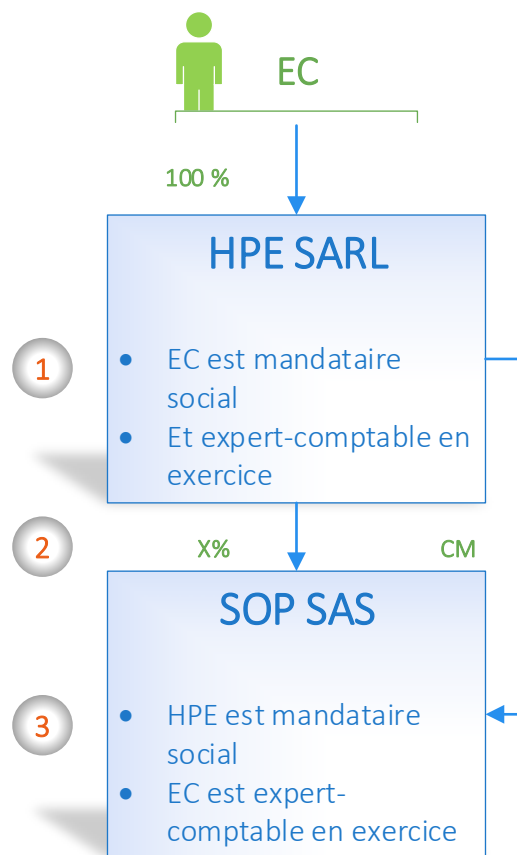 EC
100 %
HPE SARL
1
• EC est mandataire
social
• Et expert-comptable en
exercice
2
X%
CM
SOP SAS
3
• HPE est mandataire
social
• EC est expert-
comptable en exercice